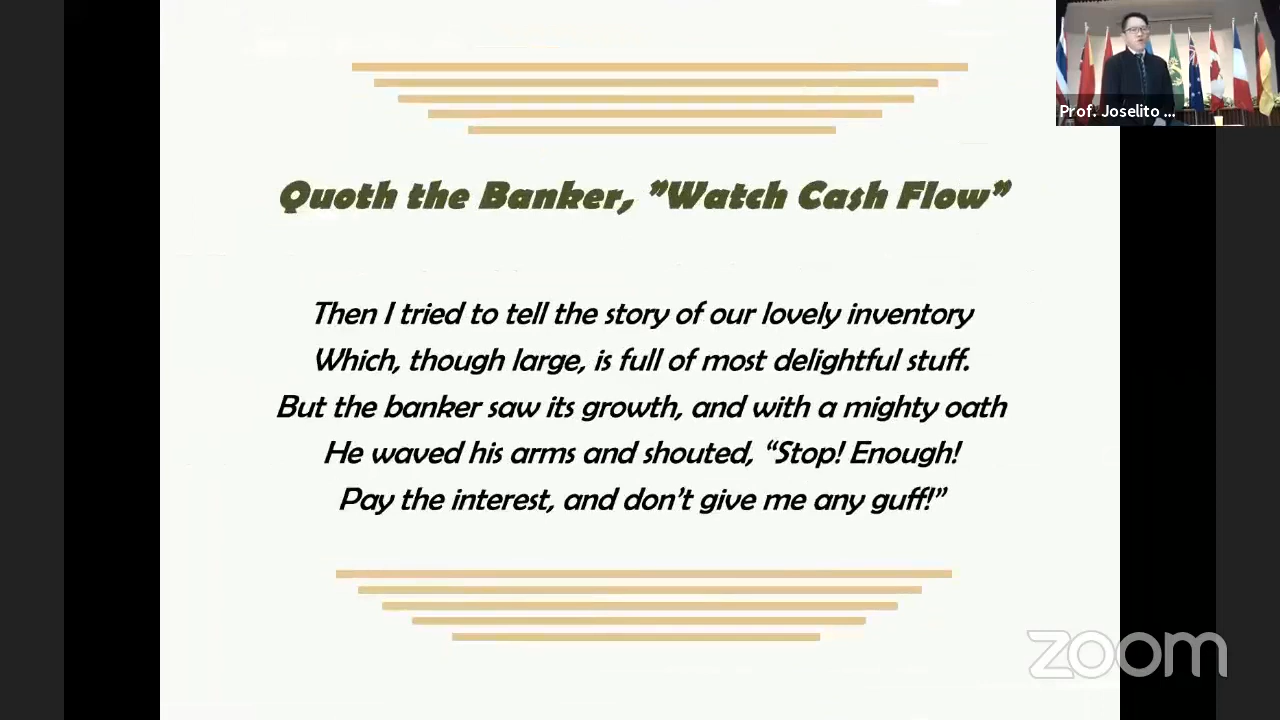 Prof. Joselito ...
Quoth the Banker, ”Watch Cash Flow”
Then I tried to tell the story of our lovely inventory
Which, though large, is full of most delightful stuff.
But the banker saw its growth, and with a mighty oath
He waved his arms and shouted, “Stop! Enough!
Pay the interest, and don’t give me any guff!”
zoom